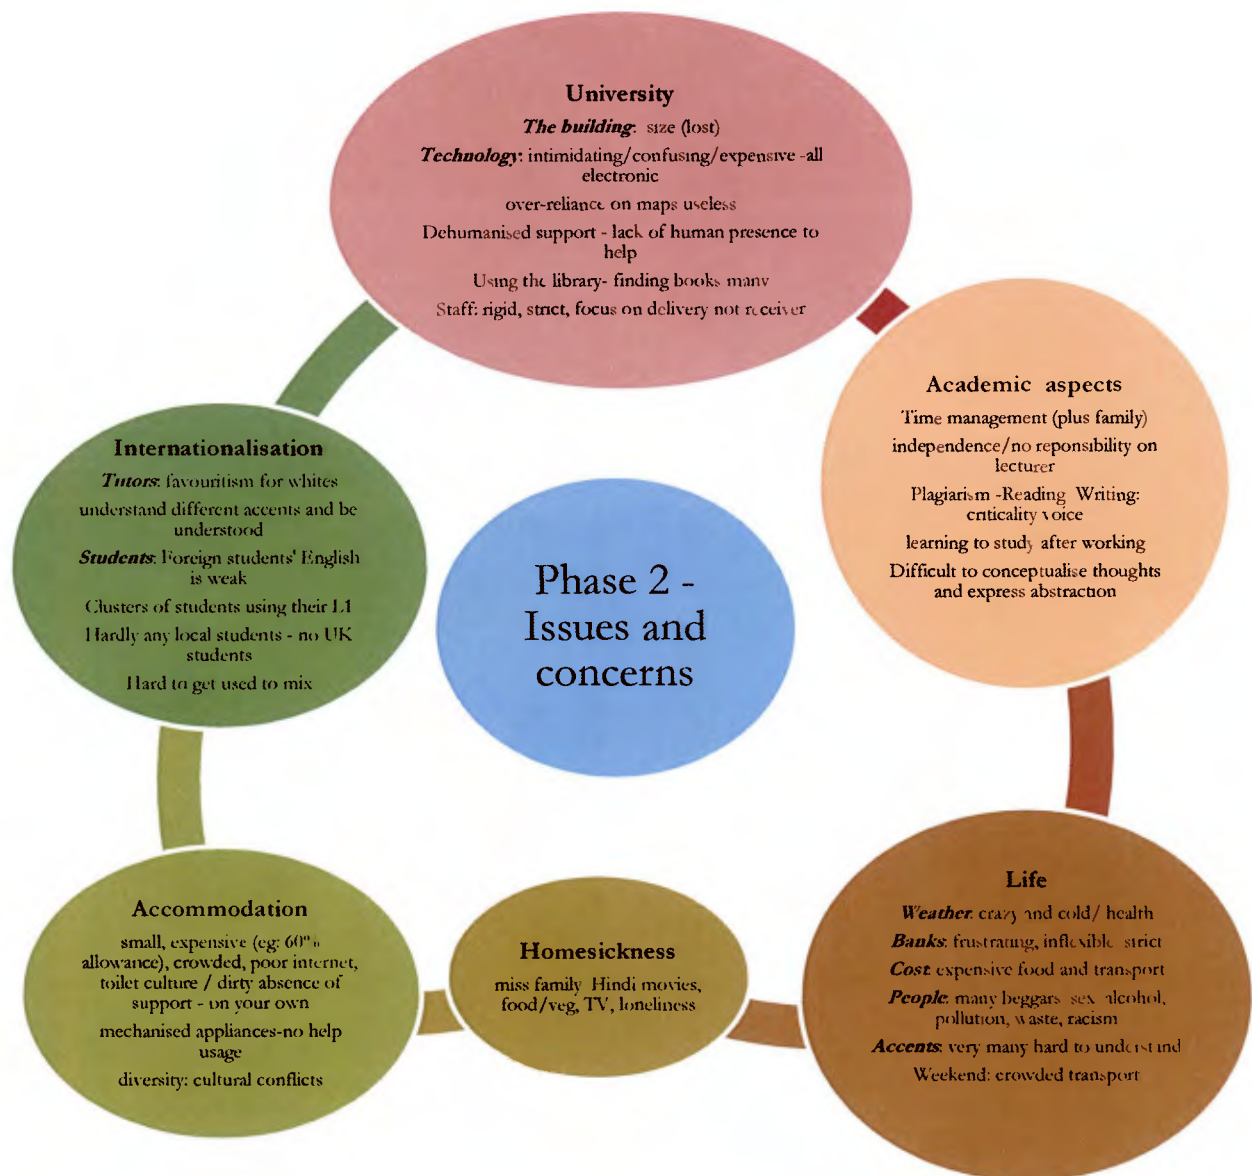 University
The building: size (lost)
Technology: intimidating/confusing/expensive -all
electronic
over-reliance on maps useless
Dehumanised support - lack of human presence to
help
Using the library- finding books many
Staff: rigid, strict, focus on delivery not receiver
Academic aspects
Time management (plus family)
independence/no reponsibility on
lecturer
Plagiarism -Reading Writing:
criticality voice
learning to study after working
Difficult to conceptualise thoughts
and express abstraction
Internationalisation
Tutors: favouritism for whites
understand different accents and be
understood
Students: Foreign students' English
is weak
Clusters of students using their L1
Hardly any local students - no UK
students
Hard to get used to mix
Phase 2 -
Issues and
concerns
Life
Weather: crazy and cold/ health
Banks: frustrating, inflexible strict
Cost: expensive food and transport
People: many beggars sex alcohol,
pollution, waste, racism
Accents: very many hard to understand
Weekend: crowded transport
Accommodation
small, expensive (eg: 60%
allowance), crowded, poor internet,
toilet culture / dirty absence of
support - on your own
mechanised appliances-no help
usage
diversity: cultural conflicts
Homesickness
miss family Hindi movies,
food/veg, TV, loneliness